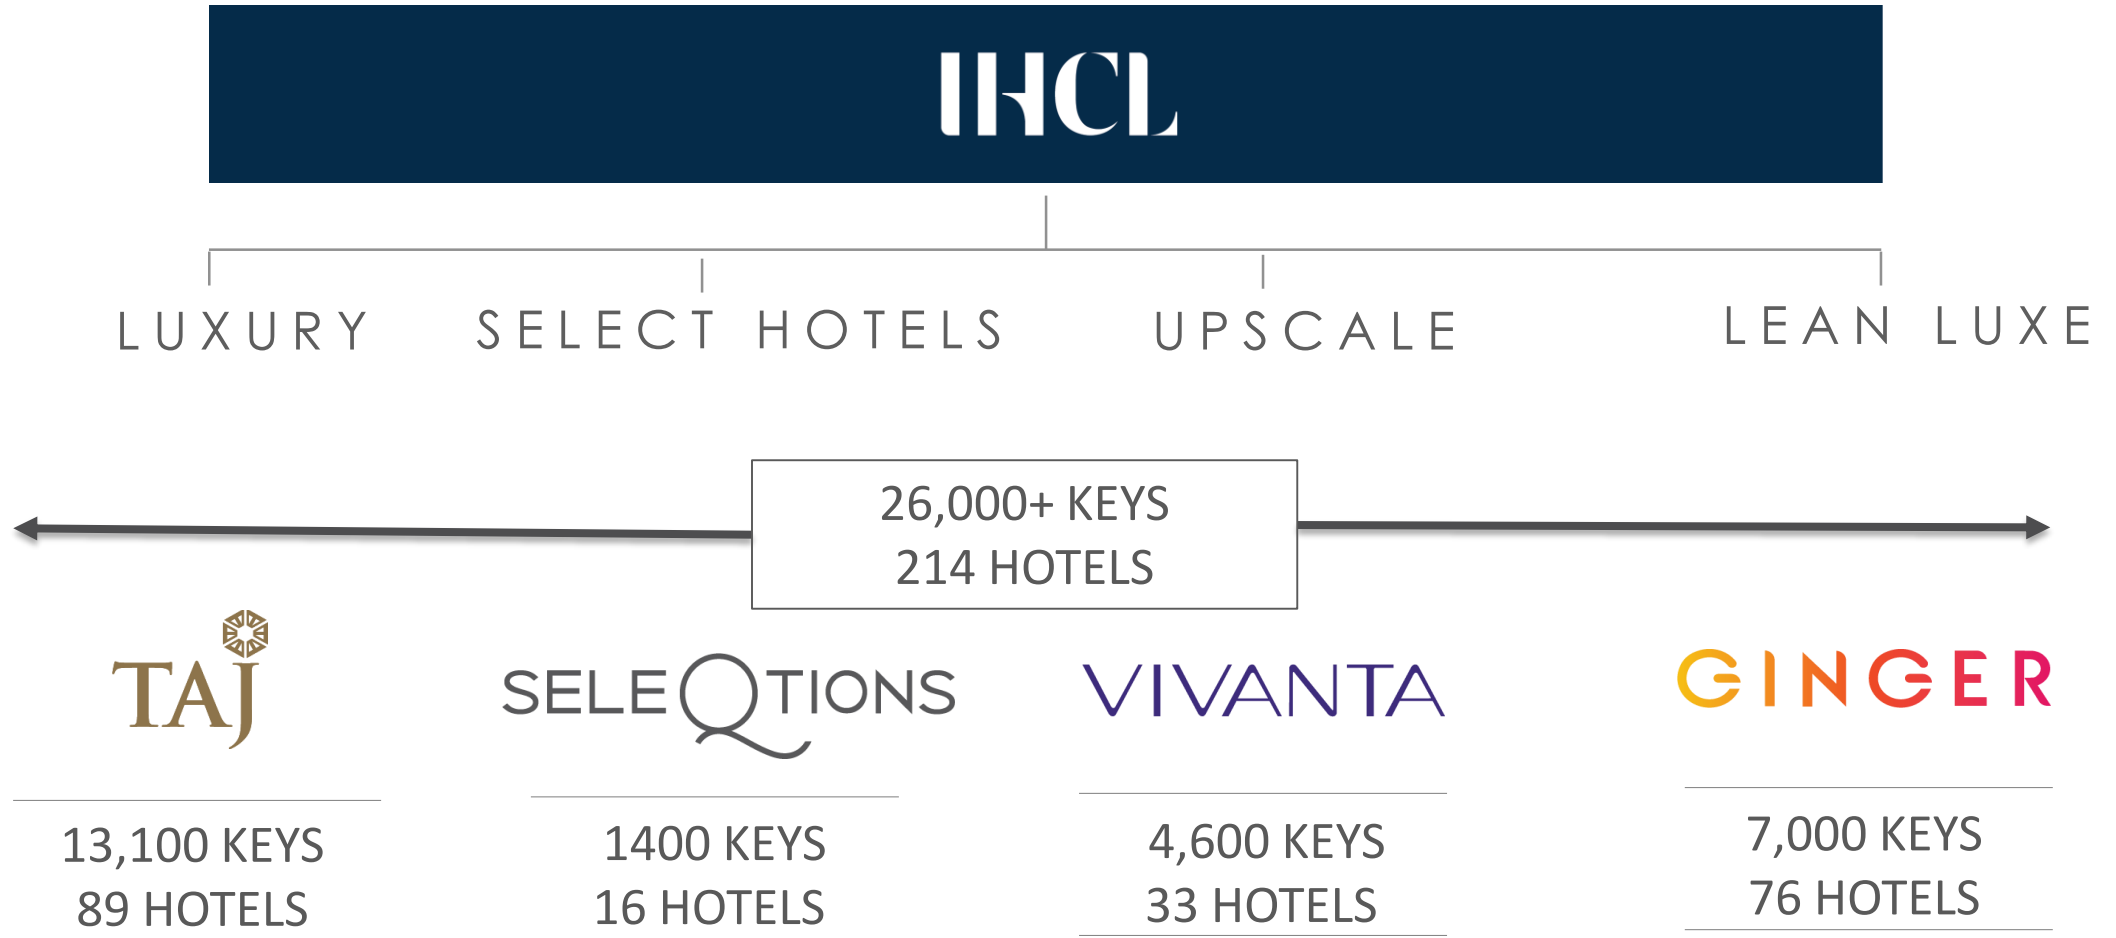 IHCL
LUXURY
SELECT HOTELS
UPSCALE
LEAN LUXE
26,000+ KEYS
214 HOTELS
TAJ
SELEQTIONS
VIVANTA
GINGER
13,100 KEYS
89 HOTELS
1400 KEYS
16 HOTELS
4,600 KEYS
33 HOTELS
7,000 KEYS
76 HOTELS